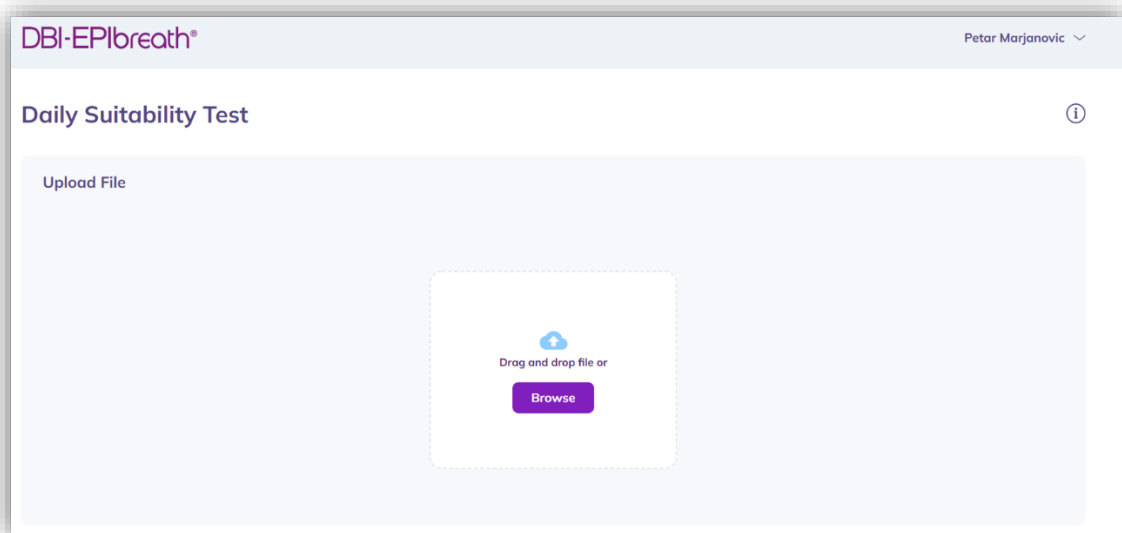 DBI-EPIbreath®
Petar Marjanovic
Daily Suitability Test
Upload File
Drag and drop file or
Browse